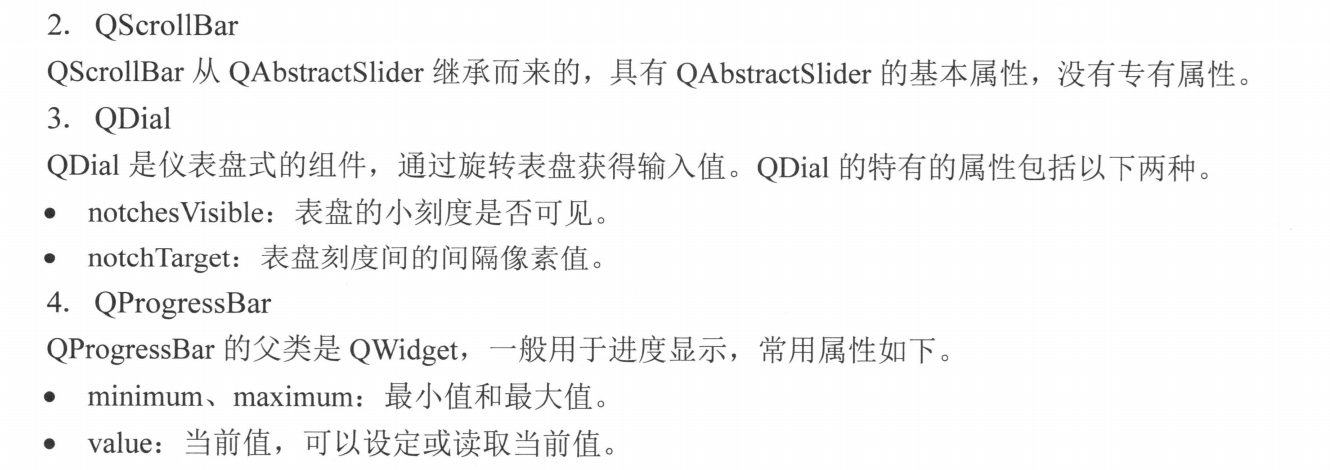 2. QScrollBar
QScrollBar 从 QAbstractSlider 继承而来的，具有 QAbstractSlider 的基本属性，没有专有属性。
3. QDial
QDial 是仪表盘式的组件，通过旋转表盘获得输入值。QDial 的特有的属性包括以下两种。
• notchesVisible：表盘的小刻度是否可见。
• notchTarget：表盘刻度间的间隔像素值。
4. QProgressBar
QProgressBar 的父类是 QWidget，一般用于进度显示，常用属性如下。
• minimum、maximum：最小值和最大值。
• value：当前值，可以设定或读取当前值。